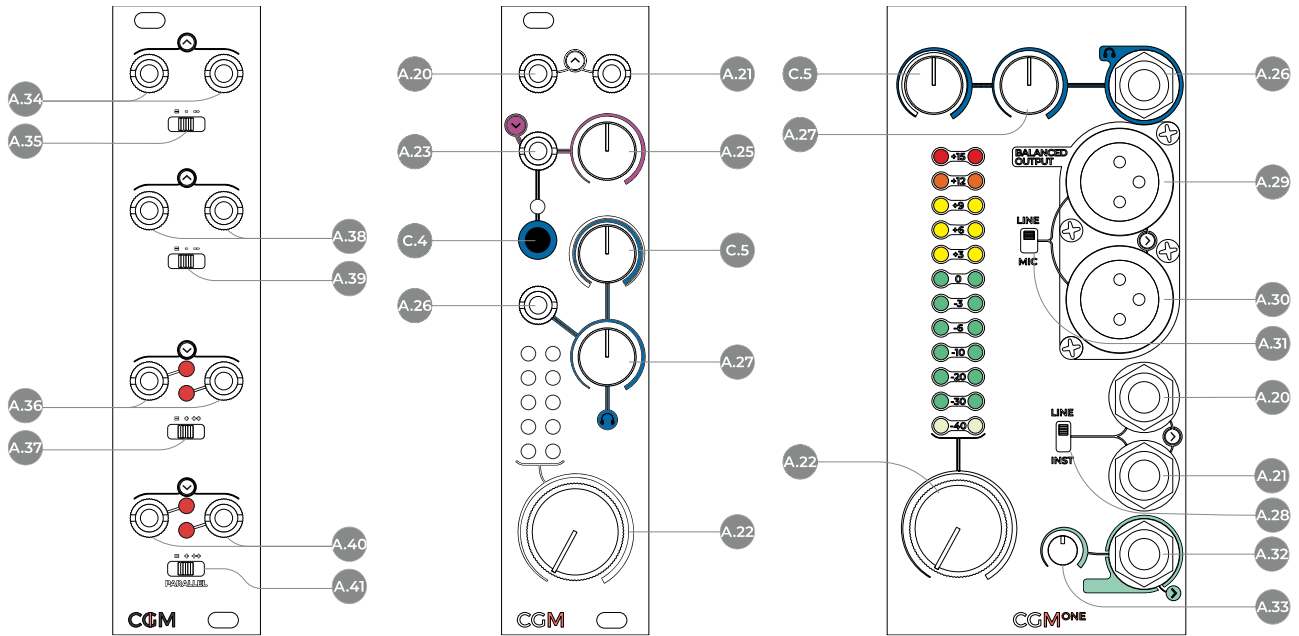 A.34
A.35
A.38
A.39
A.36
A.37
A.40
A.41
PARALLEL
CGM
A.20
A.21
A.23
A.25
C.4
C.5
A.26
A.27
A.22
CGM
C.5
A.26
A.27
BALANCED
OUTPUT
A.29
+15
+12
+9
+6
+3
0
-3
-6
-10
-20
-30
-40
LINE
MIC
A.30
A.31
A.20
LINE
INST
A.21
A.22
A.28
A.32
A.33
CGM ONE